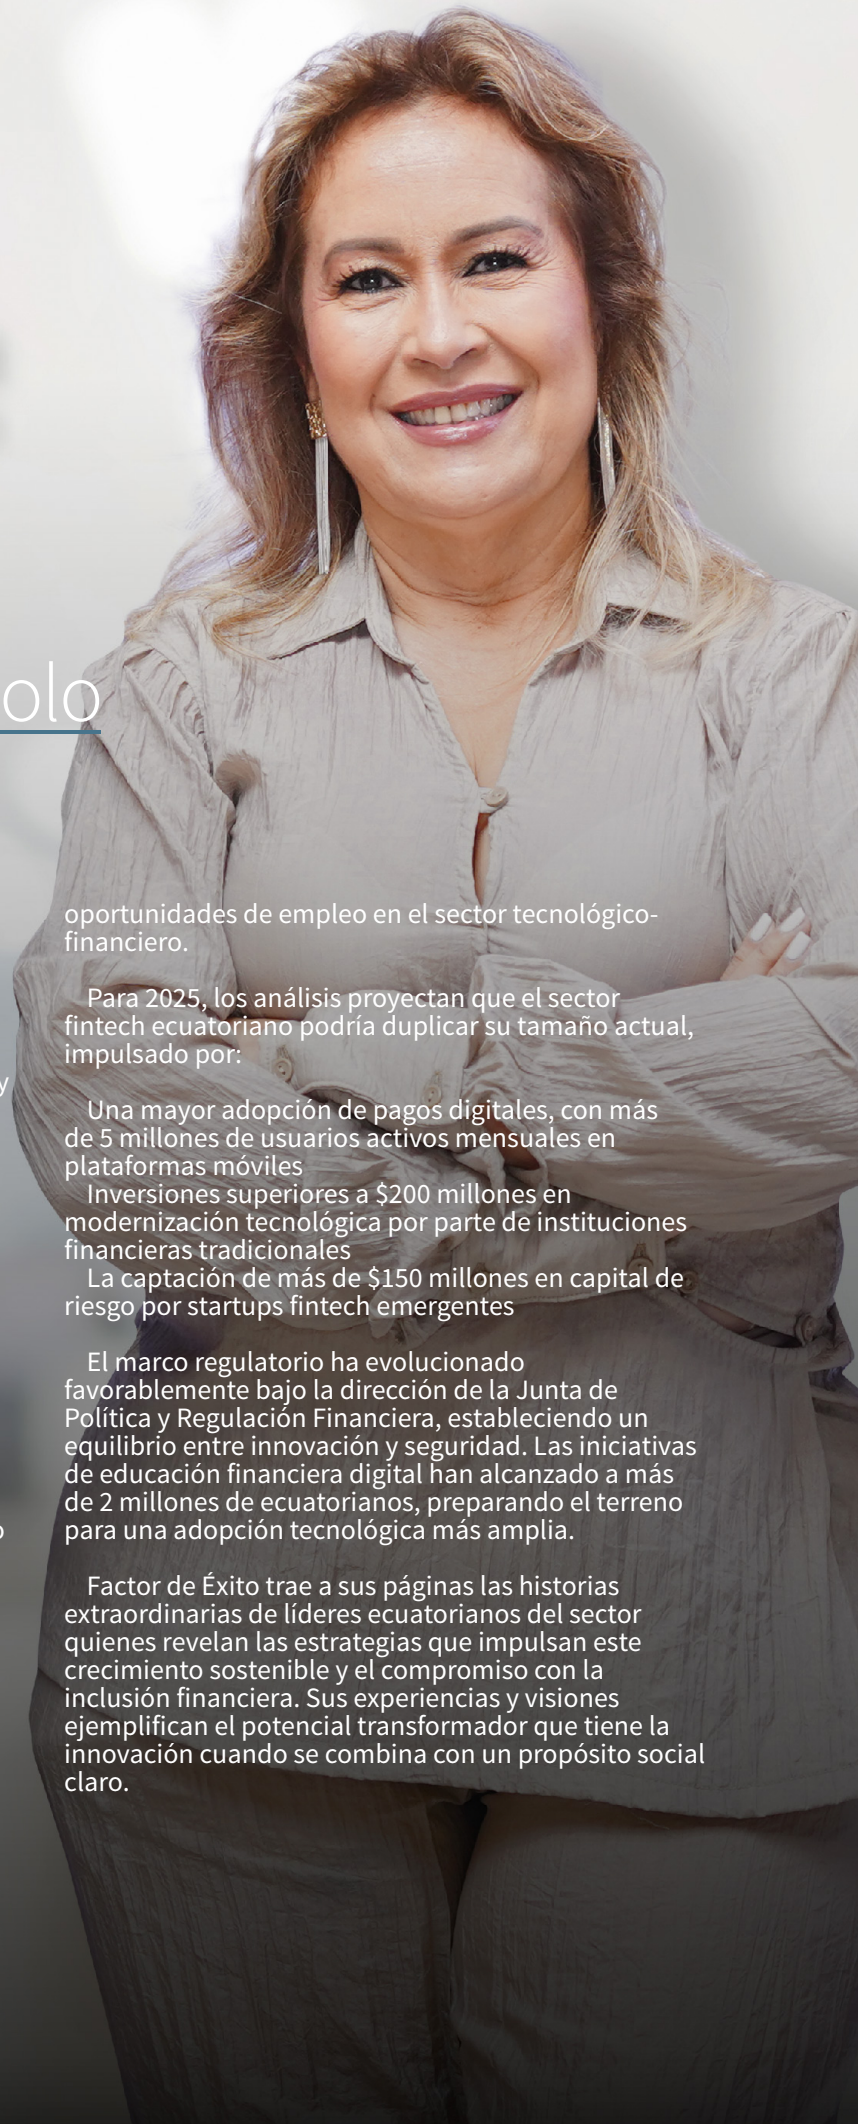 olo
y
o
oportunidades de empleo en el sector tecnológico-
financiero.
Para 2025, los análisis proyectan que el sector
fintech ecuatoriano podría duplicar su tamaño actual,
impulsado por:
Una mayor adopción de pagos digitales, con más
de 5 millones de usuarios activos mensuales en
plataformas móviles
Inversiones superiores a $200 millones en
modernización tecnológica por parte de instituciones
financieras tradicionales
La captación de más de $150 millones en capital de
riesgo por startups fintech emergentes
El marco regulatorio ha evolucionado
favorablemente bajo la dirección de la Junta de
Política y Regulación Financiera, estableciendo un
equilibrio entre innovación y seguridad. Las iniciativas
de educación financiera digital han alcanzado a más
de 2 millones de ecuatorianos, preparando el terreno
para una adopción tecnológica más amplia.
Factor de Éxito trae a sus páginas las historias
extraordinarias de líderes ecuatorianos del sector
quienes revelan las estrategias que impulsan este
crecimiento sostenible y el compromiso con la
inclusión financiera. Sus experiencias y visiones
ejemplifican el potencial transformador que tiene la
innovación cuando se combina con un propósito social
claro.